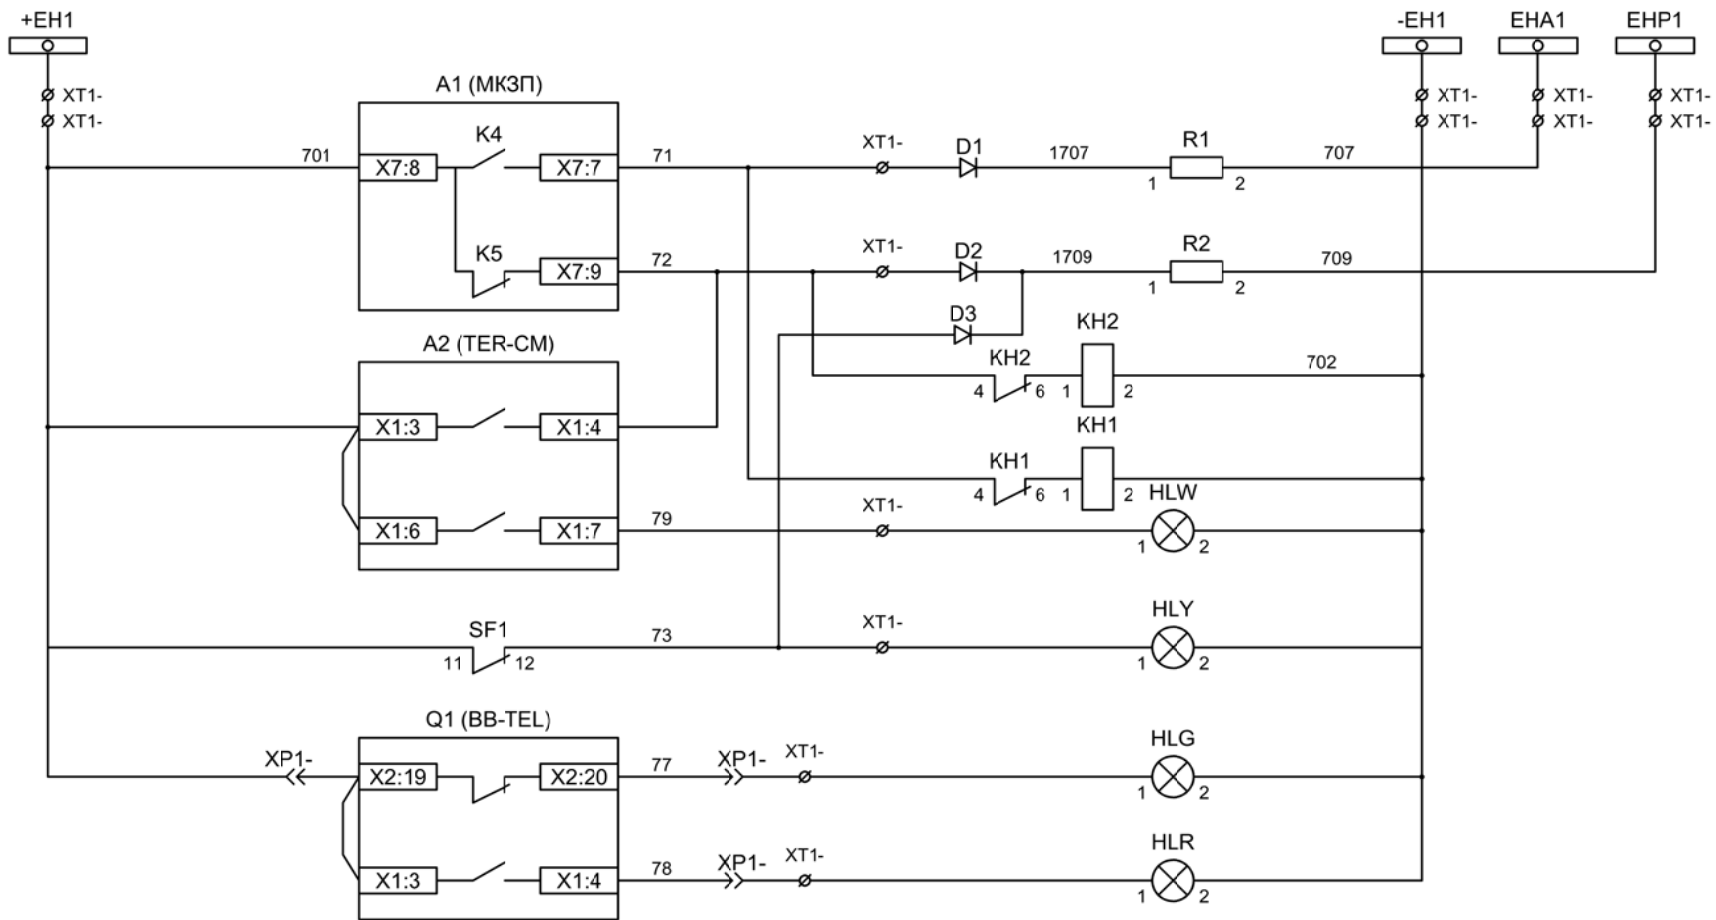 +EH1
-EH1 EHA1 EHP1
XT1- XT1- XT1- XT1-
XT1- XT1- XT1- XT1-
A1 (МКЗП)
701 X7:8 K4 X7:7 71 XT1- D1 1707 R1 707
1 2
K5 X7:9 72 XT1- D2 1709 R2 709
1 2
D3
KH2
KH2 702
4 6 1 2
A2 (TER-CM)
X1:3 X1:4
KH1
KH1
4 6 1 2
X1:6 X1:7 79 XT1- HLW
1 2
SF1 73 XT1- HLY
11 12 1 2
Q1 (BB-TEL)
XP1- X2:19 X2:20 77 XP1- XT1- HLG
1 2
X1:3 X1:4 78 XP1- XT1- HLR
1 2